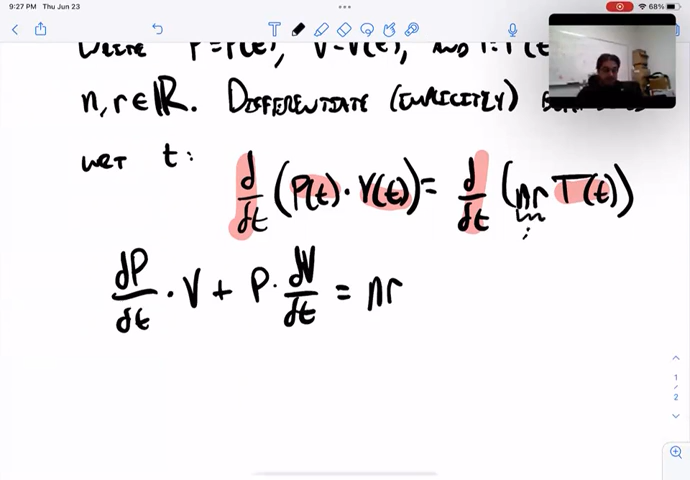 9:27 PM Thu Jun 23
68%
P=P(t), V=V(t), AND T=T(t
n,r∈ℝ. DIFFERENTIATE (IMPLICITLY)
WRT t:
d/dt (P(t)·V(t)) = d/dt (nr T(t))
dP/dt · V + P · dV/dt = nr
1
/
2